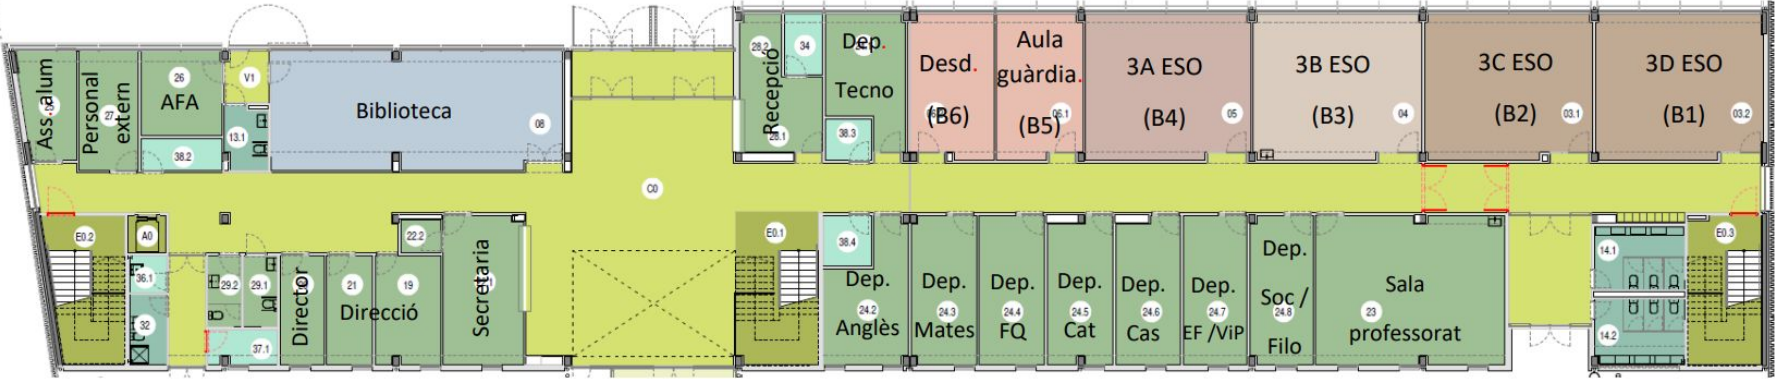 Ass.alum
Personal
extern
27
26
AFA
38.2
V1
13.1
Biblioteca
08
C0
28.2
Recepció
28.1
34
Dep.
Tecno
38.3
Desd.
(B6)
Aula
guàrdia.
(B5)
06.1
3A ESO
(B4)
05
3B ESO
(B3)
04
3C ESO
(B2)
03.1
3D ESO
(B1)
03.2
E0.2
A0
36.1
32
29.2
29.1
37.1
Director
21
19
Direcció
22.2
Secretaria
E0.1
38.4
Dep.
24.2
Anglès
Dep.
24.3
Mates
Dep.
24.4
FQ
Dep.
24.5
Cat
Dep.
24.6
Cas
Dep.
24.7
EF /ViP
Dep.
Soc /
24.8
Filo
Sala
23
professorat
14.1
14.2
E0.3